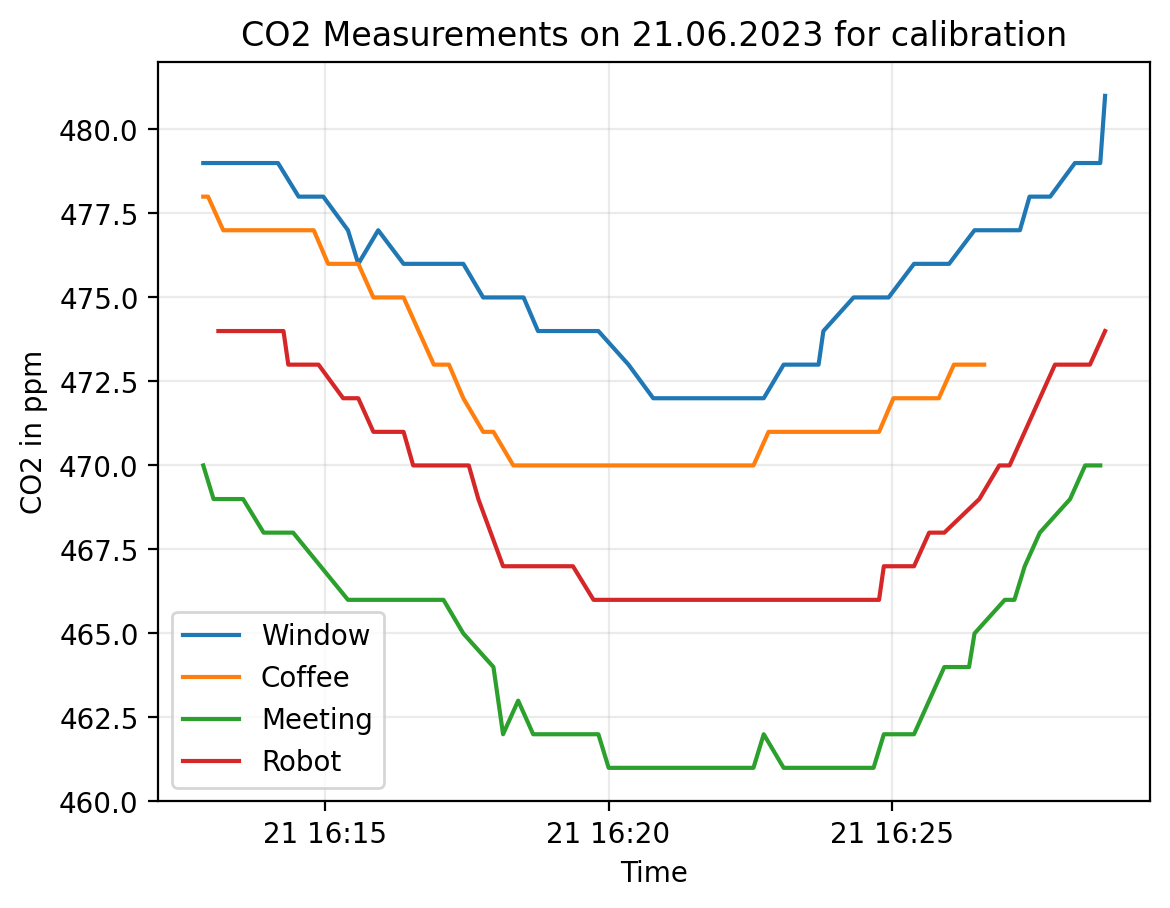 CO2 Measurements on 21.06.2023 for calibration
480.0
477.5
475.0
472.5
470.0
467.5
465.0
462.5
460.0
CO2 in ppm
Window
Coffee
Meeting
Robot
21 16:15 21 16:20 21 16:25
Time